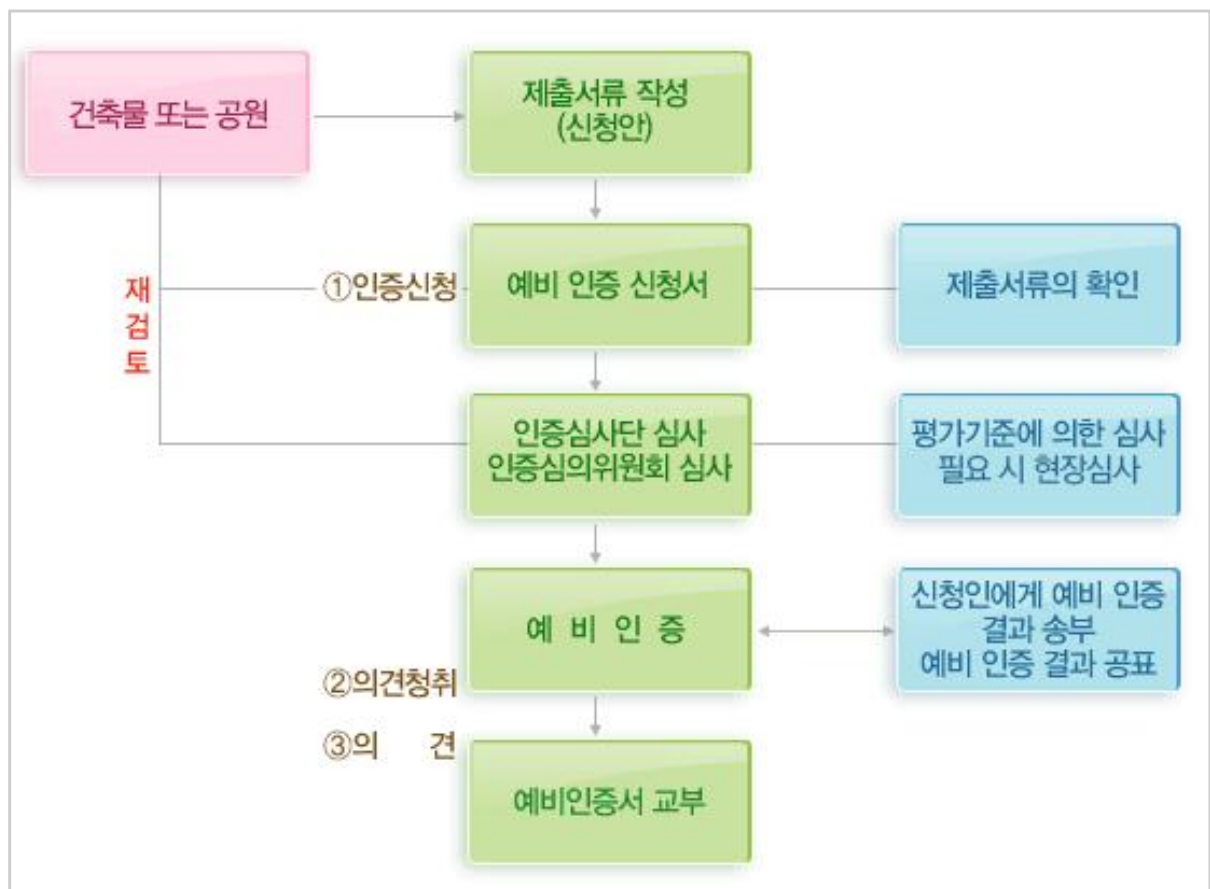 건축물 또는 공원
제출서류 작성
(신청안)
재
검
토
①인증신청
예비 인증 신청서
제출서류의 확인
인증심사단 심사
인증심의위원회 심사
평가기준에 의한 심사
필요 시 현장심사
예 비 인 증
신청인에게 예비 인증
결과 송부
예비 인증 결과 공표
②의견청취
③의 견
예비인증서 교부